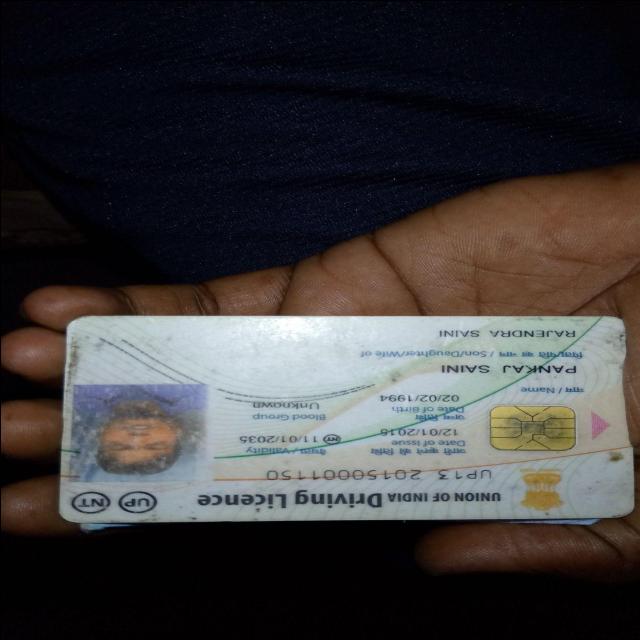 UNION OF INDIA Driving Licence UP NT
UP13 20150001150
जारी करने की तिथि
Date of Issue
12/01/2015
वैधता / Validity
11/01/2035 NT
जन्म तिथि
Date of Birth
02/02/1994
Blood Group
Unknown
नाम / Name
PANKAJ SAINI
पिता/पति का नाम / Son/Daughter/Wife of
RAJENDRA SAINI